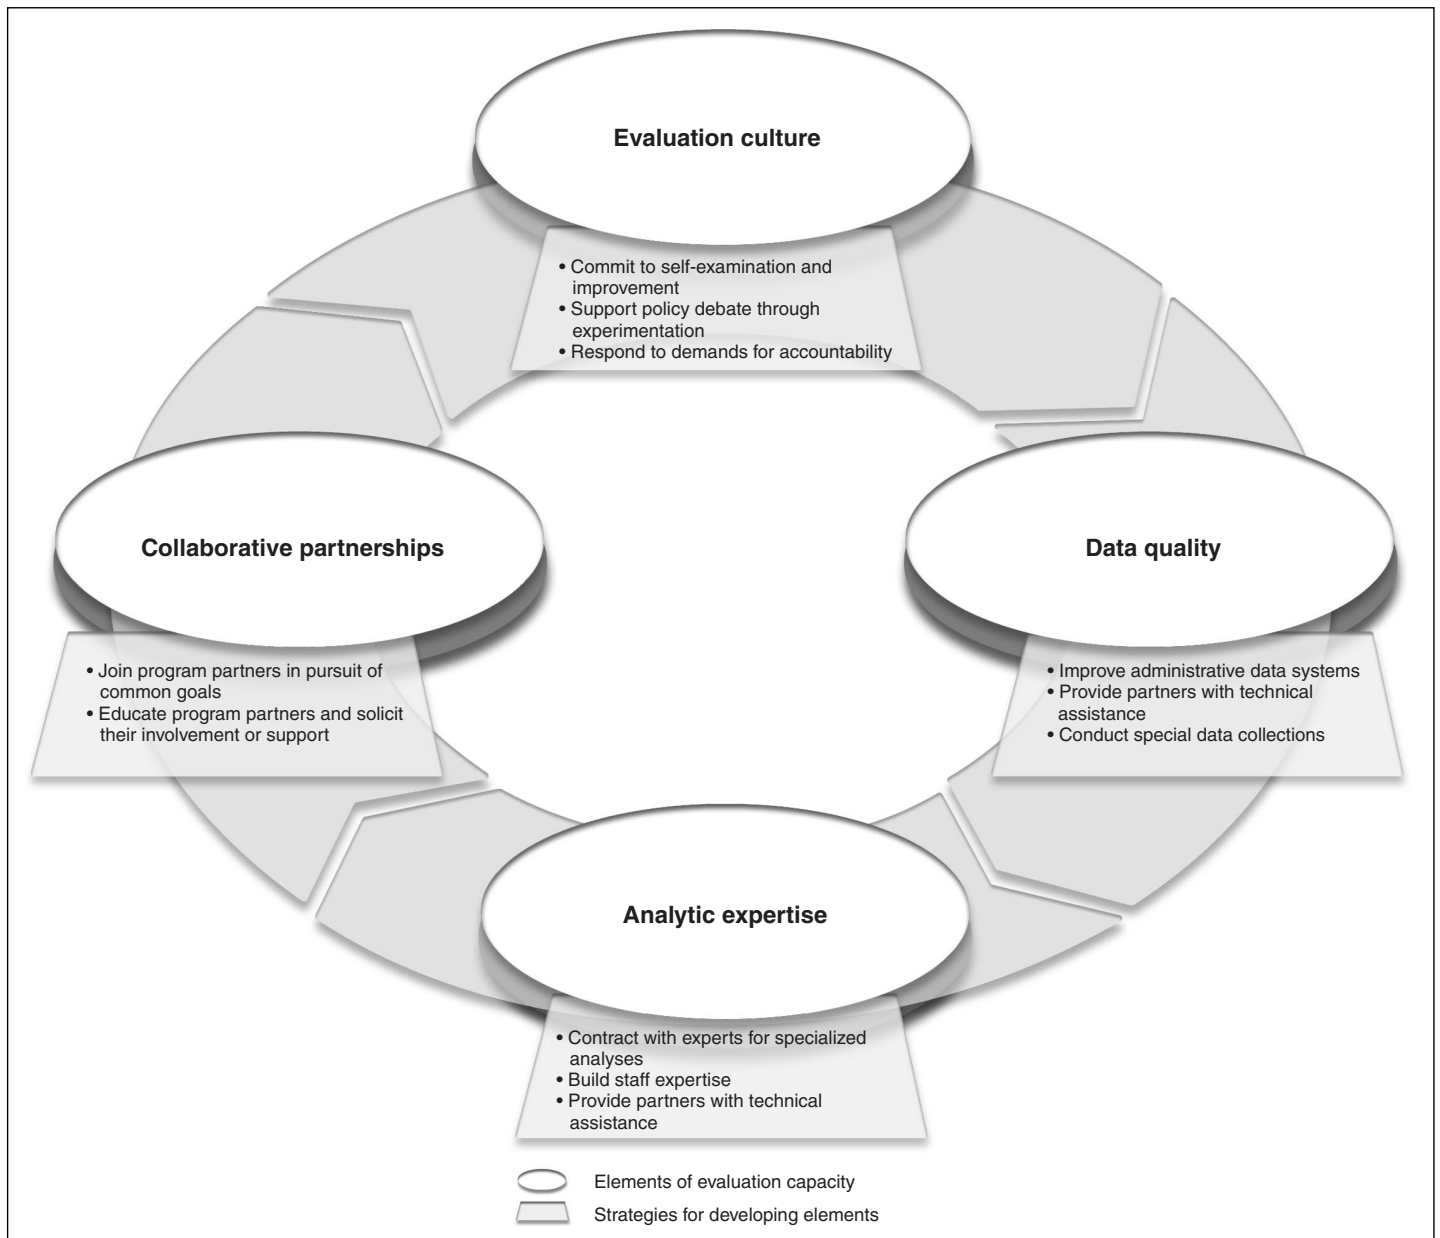 Evaluation culture
• Commit to self-examination and
improvement
• Support policy debate through
experimentation
• Respond to demands for accountability
Collaborative partnerships
• Join program partners in pursuit of
common goals
• Educate program partners and solicit
their involvement or support
Data quality
• Improve administrative data systems
• Provide partners with technical
assistance
• Conduct special data collections
Analytic expertise
• Contract with experts for specialized
analyses
• Build staff expertise
• Provide partners with technical
assistance
Elements of evaluation capacity
Strategies for developing elements